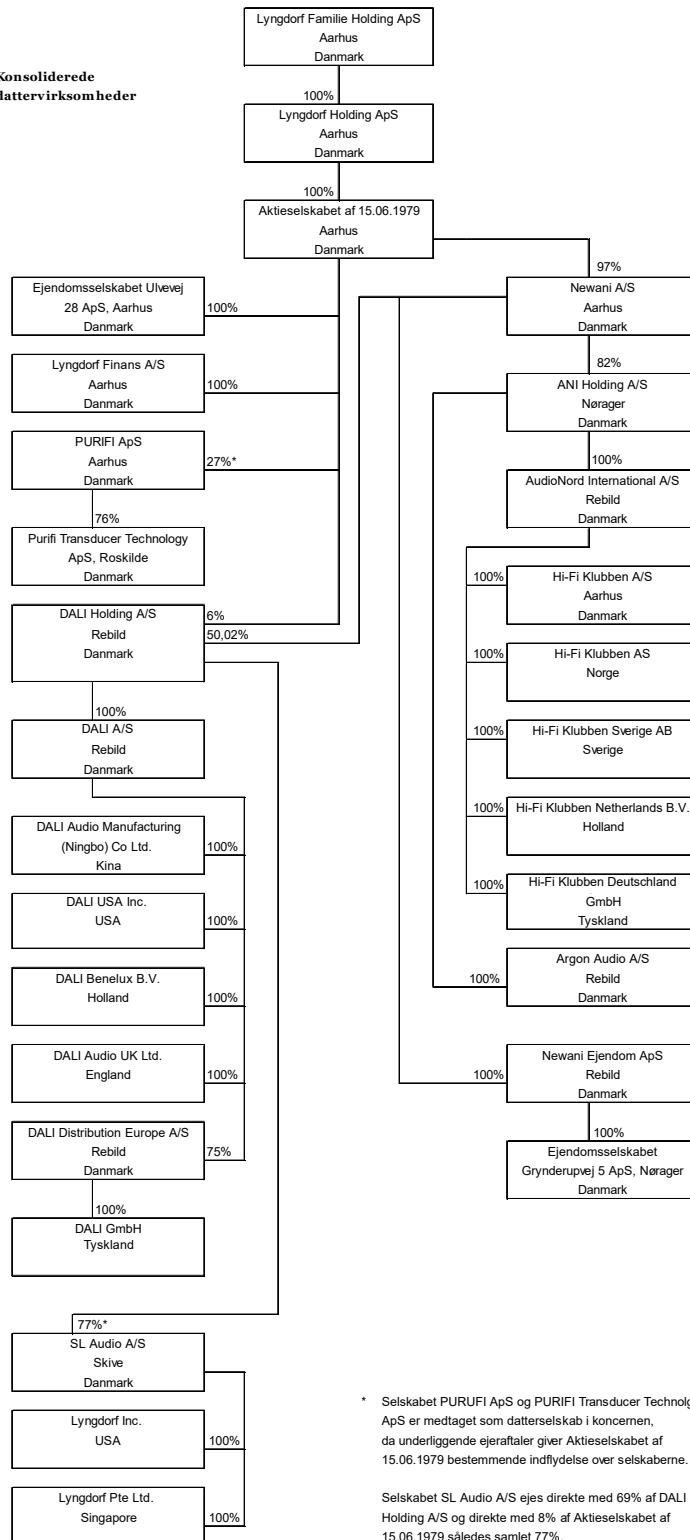 Lyngdorf Familie Holding ApS
Aarhus
Danmark
Konsoliderede
dattervirksomheder
100%
Lyngdorf Holding ApS
Aarhus
Danmark
100%
Aktieselskabet af 15.06.1979
Aarhus
Danmark
97%
Ejendomsselskabet Ulvevej
28 ApS, Aarhus
Danmark
100%
Newani A/S
Aarhus
Danmark
82%
Lyngdorf Finans A/S
Aarhus
Danmark
100%
ANI Holding A/S
Nørager
Danmark
100%
PURIFI ApS
Aarhus
Danmark
27%*
AudioNord International A/S
Rebild
Danmark
76%
Purifi Transducer Technology
ApS, Roskilde
Danmark
100%
Hi-Fi Klubben A/S
Aarhus
Danmark
DALI Holding A/S
Rebild
Danmark
6%
50,02%
100%
Hi-Fi Klubben AS
Norge
100%
DALI A/S
Rebild
Danmark
100%
Hi-Fi Klubben Sverige AB
Sverige
DALI Audio Manufacturing
(Ningbo) Co Ltd.
Kina
100%
100%
Hi-Fi Klubben Netherlands B.V.
Holland
DALI USA Inc.
USA
100%
100%
Hi-Fi Klubben Deutschland
GmbH
Tyskland
DALI Benelux B.V.
Holland
100%
100%
Argon Audio A/S
Rebild
Danmark
DALI Audio UK Ltd.
England
100%
100%
Newani Ejendom ApS
Rebild
Danmark
100%
DALI Distribution Europe A/S
Rebild
Danmark
75%
Ejendomsselskabet
Grynderupvej 5 ApS, Nørager
Danmark
100%
DALI GmbH
Tyskland
77%*
SL Audio A/S
Skive
Danmark
Lyngdorf Inc.
USA
100%
Lyngdorf Pte Ltd.
Singapore
100%
* Selskabet PURUFI ApS og PURIFI Transducer Technolg
ApS er medtaget som datterselskab i koncernen,
da underliggende ejeraftaler giver Aktieselskabet af
15.06.1979 bestemmende indflydelse over selskaberne.
Selskabet SL Audio A/S ejes direkte med 69% af DALI
Holding A/S og direkte med 8% af Aktieselskabet af
15.06.1979 således samlet 77%.